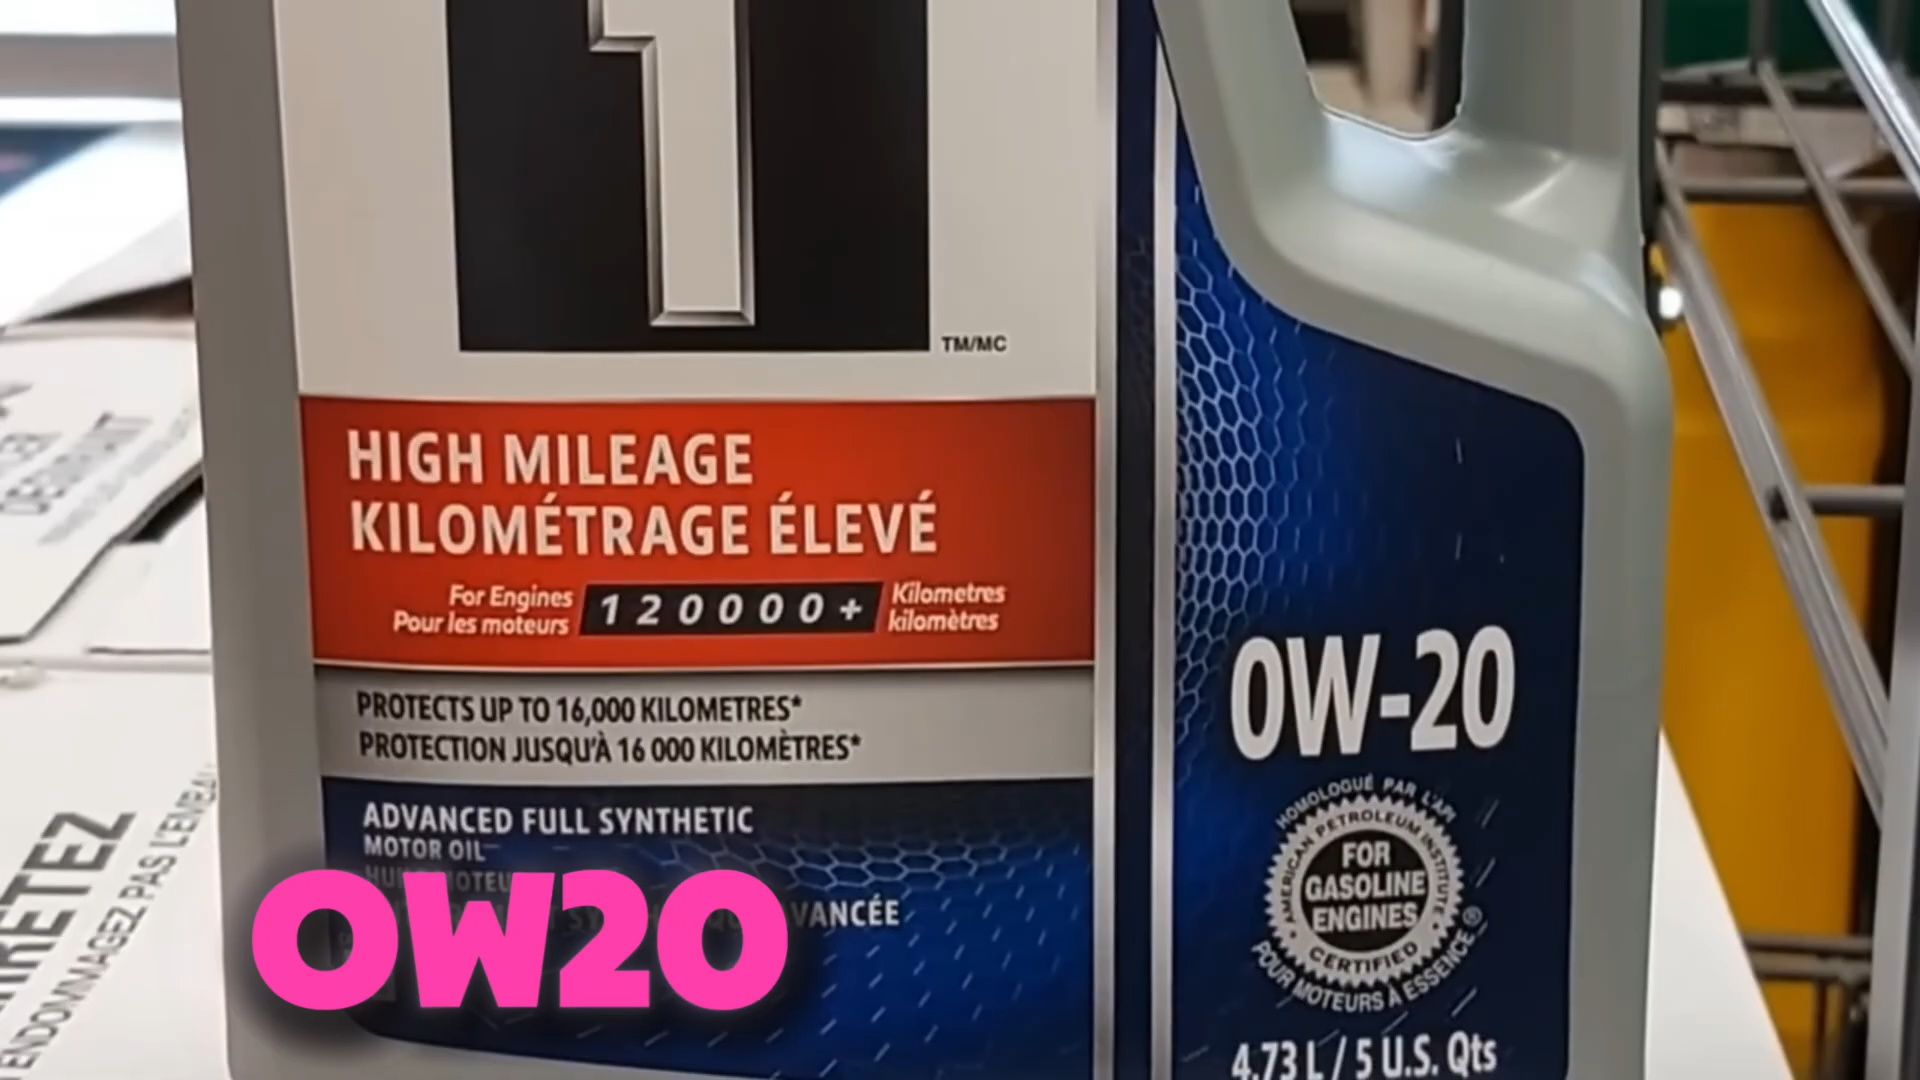 1
TM/MC
HIGH MILEAGE
KILOMÉTRAGE ÉLEVÉ
For Engines
Pour les moteurs
120000+
Kilometres
kilomètres
PROTECTS UP TO 16,000 KILOMETRES*
PROTECTION JUSQU'À 16 000 KILOMÈTRES*
ADVANCED FULL SYNTHETIC
MOTOR OIL
VANCÉE
0W20
0W-20
HOMOLOGUÉ PAR L'API
AMERICAN PETROLEUM INSTITUTE
FOR
GASOLINE
ENGINES
CERTIFIED
POUR MOTEURS À ESSENCE
®
4.73 L / 5 U.S. Qts